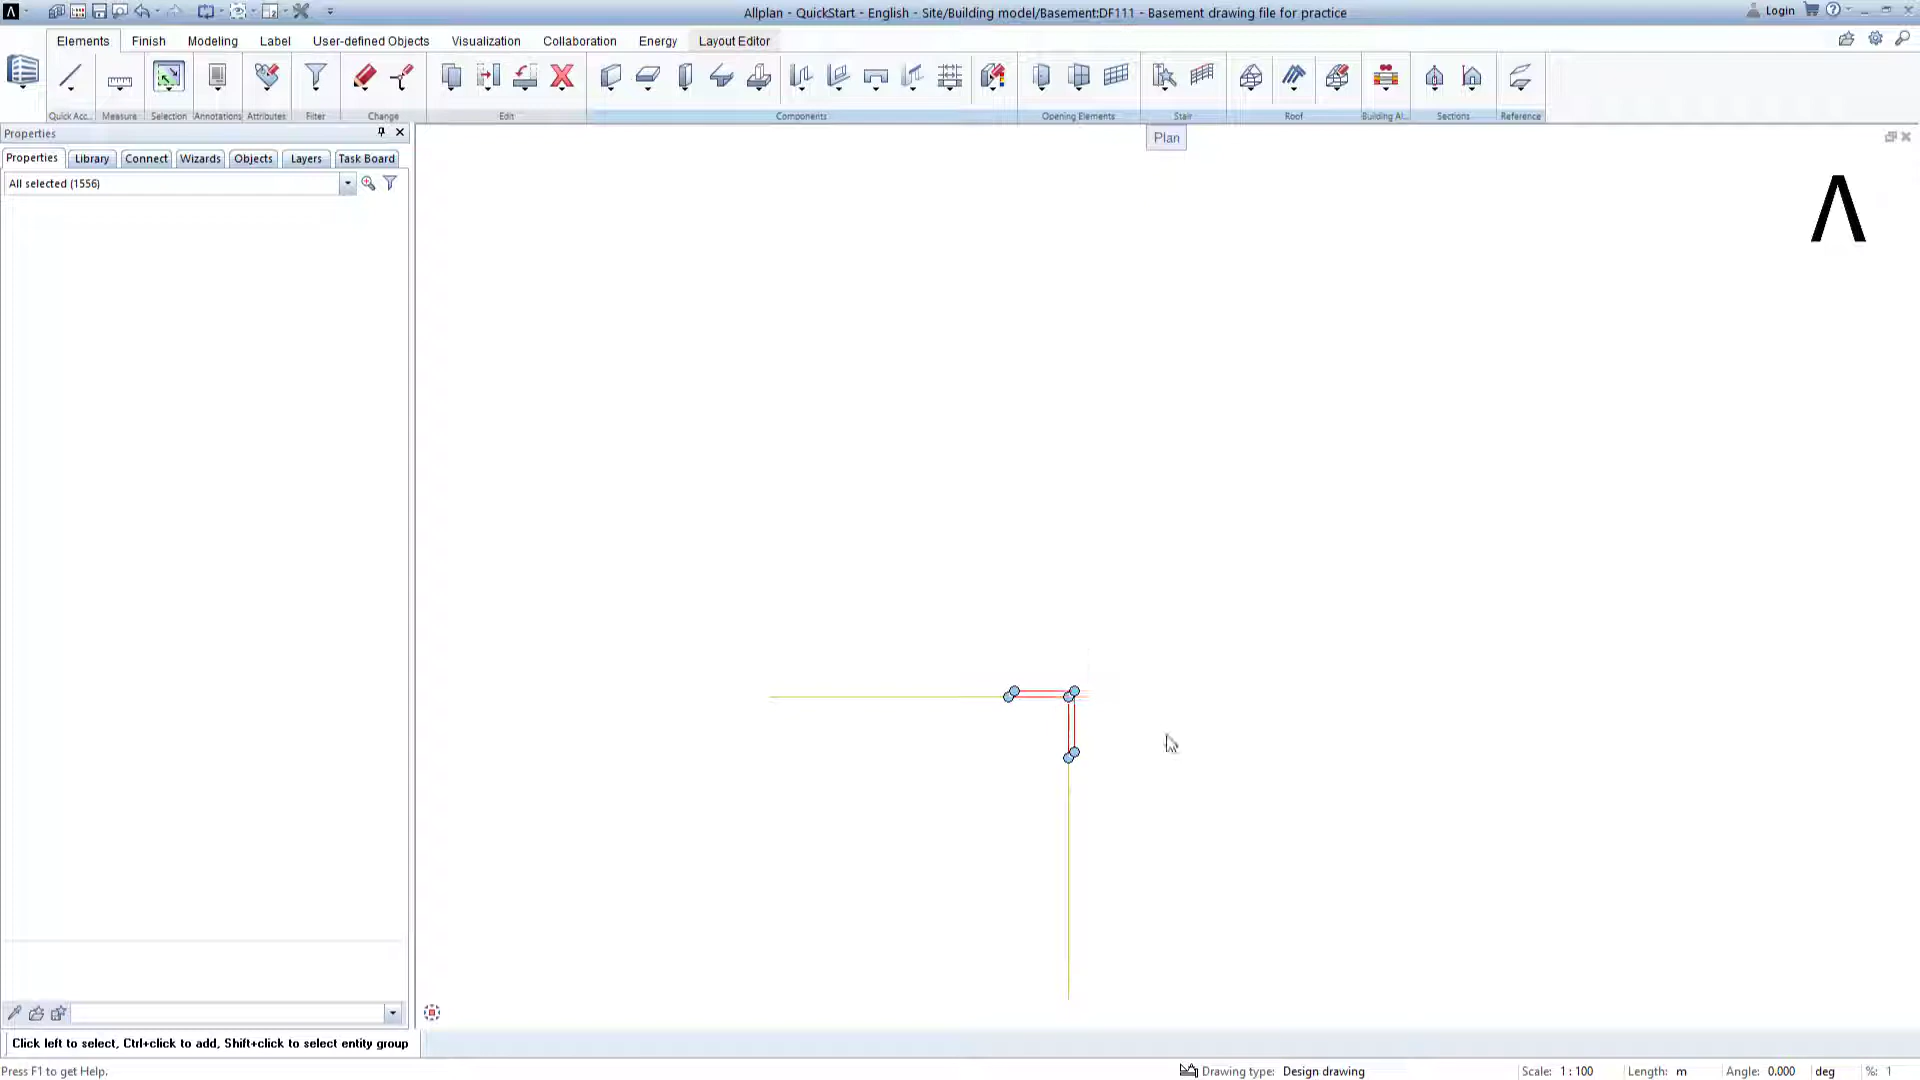 Allplan - QuickStart - English - Site/Building model/Basement:DF111 - Basement drawing file for practice
Login
Elements Finish Modeling Label User-defined Objects Visualization Collaboration Energy Layout Editor
Quick Acc... Measure Selection Annotations Attributes Filter Change Edit Components Opening Elements Stair Roof Building Al... Sections Reference
Properties
Plan
Properties Library Connect Wizards Objects Layers Task Board
All selected (1556)
Click left to select, Ctrl+click to add, Shift+click to select entity group
Press F1 to get Help.
Drawing type: Design drawing
Scale: 1 : 100
Length: m
Angle: 0.000 deg
%: 1